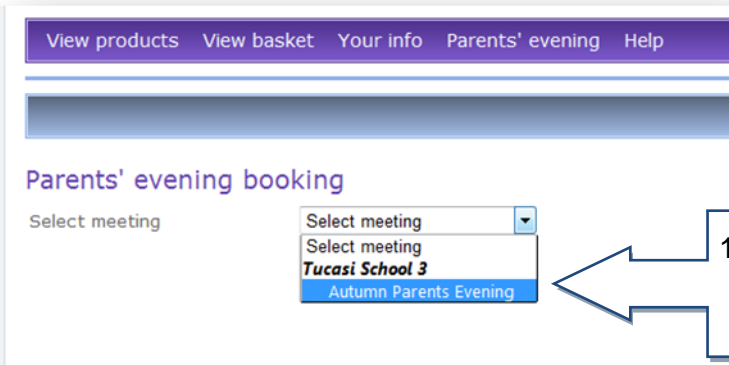 View products View basket Your info Parents' evening Help
Parents' evening booking
Select meeting Select meeting
Select meeting
Tucasi School 3
Autumn Parents Evening
1